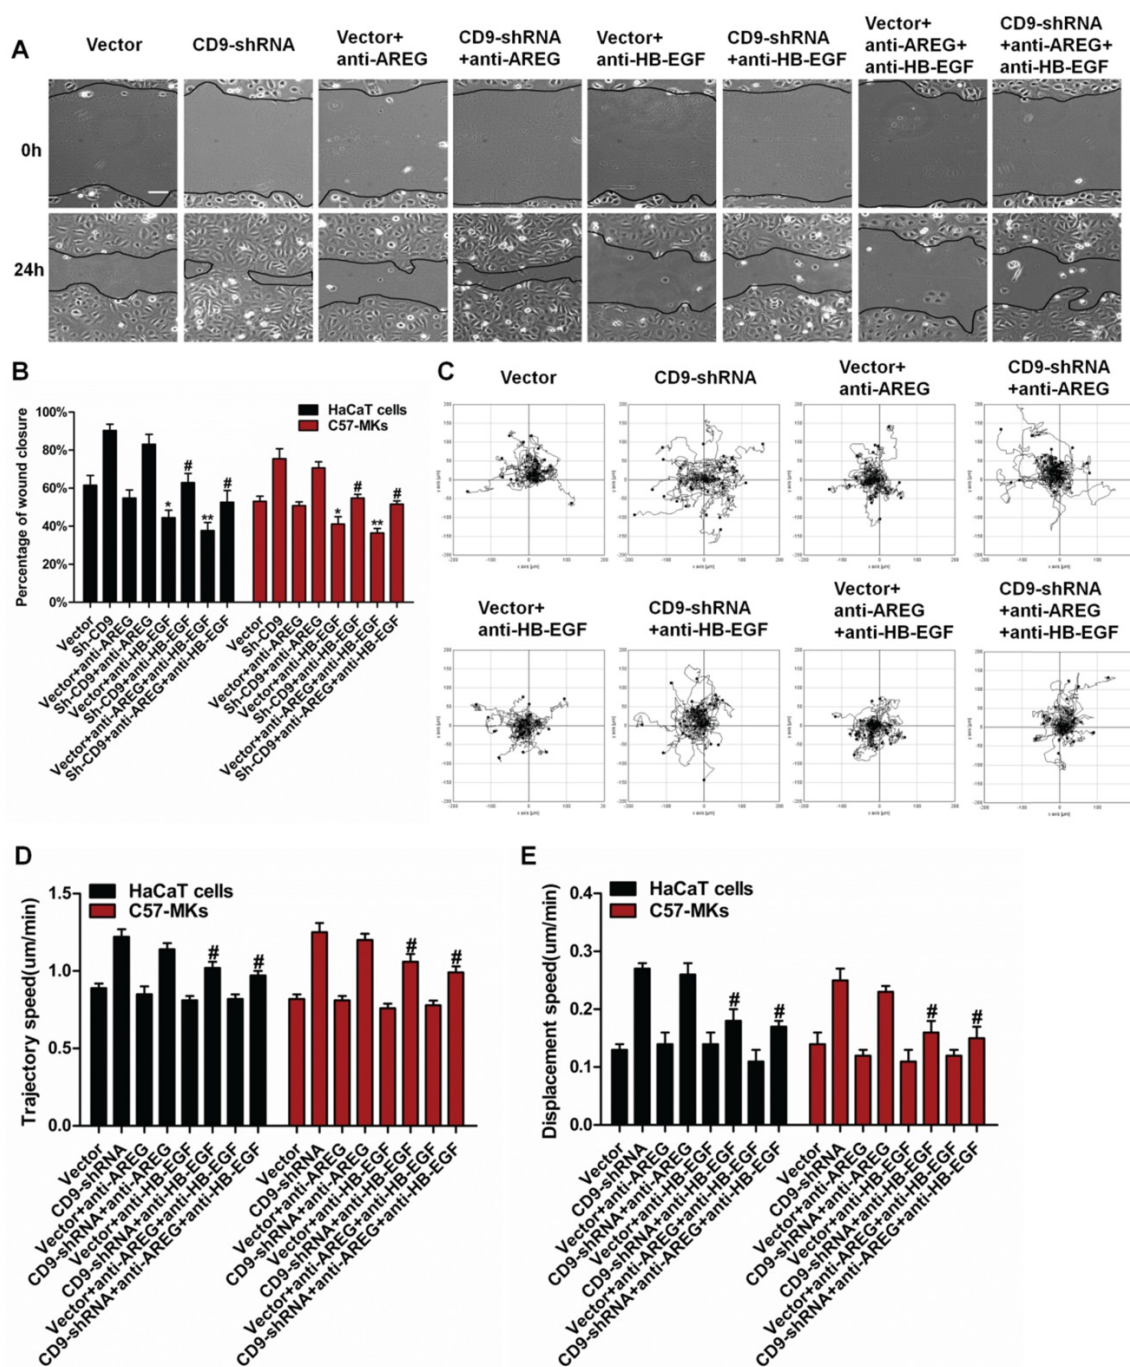 A
Vector
CD9-shRNA
Vector+
anti-AREG
CD9-shRNA
+anti-AREG
Vector+
anti-HB-EGF
CD9-shRNA
+anti-HB-EGF
Vector+
anti-AREG+
anti-HB-EGF
CD9-shRNA
+anti-AREG+
anti-HB-EGF
0h
24h
B
Percentage of wound closure
100%
80%
60%
40%
20%
0%
HaCaT cells
C57-MKs
* # ** # * # ** #
Vector
Sh-CD9
Vector+anti-AREG
Sh-CD9+anti-AREG
Vector+anti-HB-EGF
Sh-CD9+anti-HB-EGF
Vector+anti-AREG+anti-HB-EGF
Sh-CD9+anti-AREG+anti-HB-EGF
Vector
Sh-CD9
Vector+anti-AREG
Sh-CD9+anti-AREG
Vector+anti-HB-EGF
Sh-CD9+anti-HB-EGF
Vector+anti-AREG+anti-HB-EGF
Sh-CD9+anti-AREG+anti-HB-EGF
C
Vector
CD9-shRNA
Vector+
anti-AREG
CD9-shRNA
+anti-AREG
Vector+
anti-HB-EGF
CD9-shRNA
+anti-HB-EGF
Vector+
anti-AREG
+anti-HB-EGF
CD9-shRNA
+anti-AREG
+anti-HB-EGF
D
Trajectory speed(um/min)
1.5
1.0
0.5
0.0
HaCaT cells
C57-MKs
# # # #
Vector
CD9-shRNA
Vector+anti-AREG
CD9-shRNA+anti-AREG
Vector+anti-HB-EGF
CD9-shRNA+anti-HB-EGF
Vector+anti-AREG+anti-HB-EGF
CD9-shRNA+anti-AREG+anti-HB-EGF
Vector
CD9-shRNA
Vector+anti-AREG
CD9-shRNA+anti-AREG
Vector+anti-HB-EGF
CD9-shRNA+anti-HB-EGF
Vector+anti-AREG+anti-HB-EGF
CD9-shRNA+anti-AREG+anti-HB-EGF
E
Displacement speed(um/min)
0.4
0.3
0.2
0.1
0.0
HaCaT cells
C57-MKs
# # # #
Vector
CD9-shRNA
Vector+anti-AREG
CD9-shRNA+anti-AREG
Vector+anti-HB-EGF
CD9-shRNA+anti-HB-EGF
Vector+anti-AREG+anti-HB-EGF
CD9-shRNA+anti-AREG+anti-HB-EGF
Vector
CD9-shRNA
Vector+anti-AREG
CD9-shRNA+anti-AREG
Vector+anti-HB-EGF
CD9-shRNA+anti-HB-EGF
Vector+anti-AREG+anti-HB-EGF
CD9-shRNA+anti-AREG+anti-HB-EGF